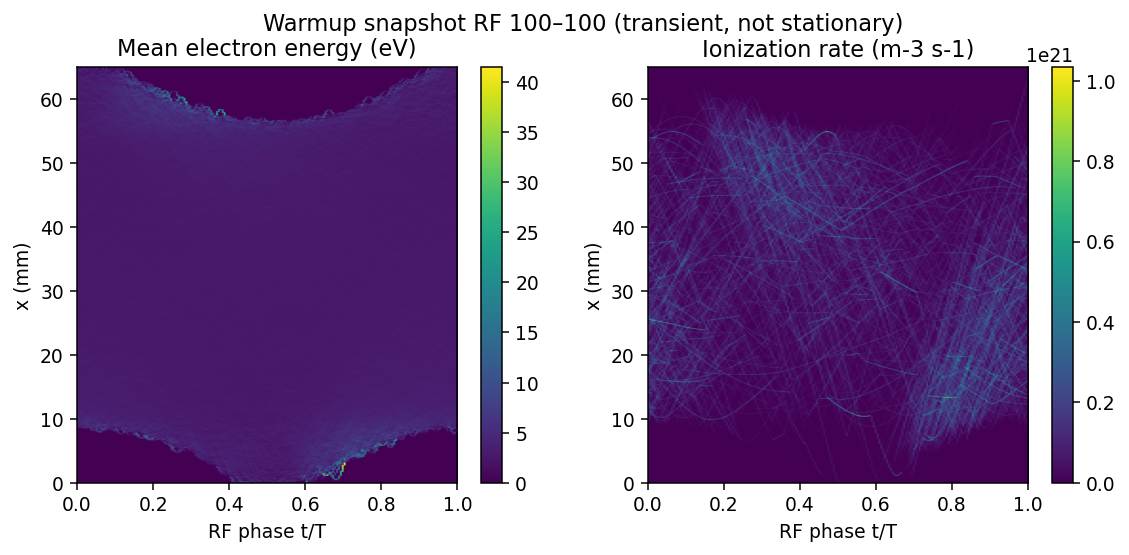 Warmup snapshot RF 100–100 (transient, not stationary)
Mean electron energy (eV)
Ionization rate (m-3 s-1)
1e21
60
50
40
30
20
10
0
x (mm)
0.0 0.2 0.4 0.6 0.8 1.0
RF phase t/T
40
35
30
25
20
15
10
5
0
60
50
40
30
20
10
0
x (mm)
0.0 0.2 0.4 0.6 0.8 1.0
RF phase t/T
1.0
0.8
0.6
0.4
0.2
0.0